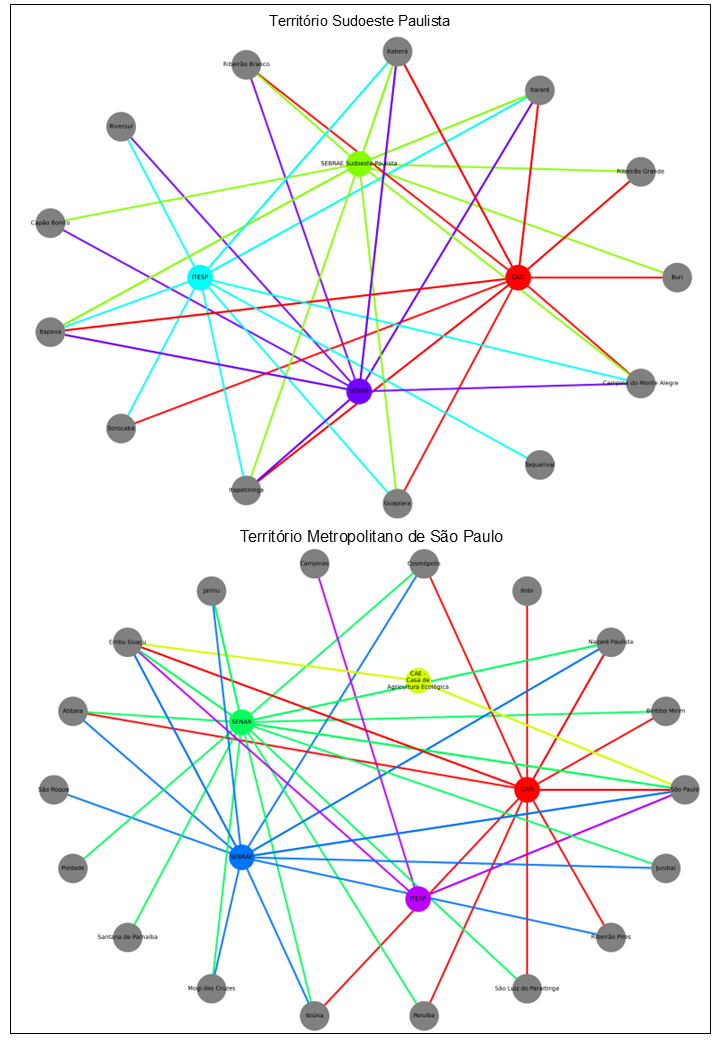 Território Sudoeste Paulista
Itaberá
Ribeirão Branco
Itararé
Riversul
SEBRAE Sudoeste Paulista
Ribeirão Grande
Capão Bonito
ITESP
CATI
Buri
Itapeva
Campina do Monte Alegre
SENAR
Sorocaba
Taquarivaí
Itapetininga
Guapiara
Território Metropolitano de São Paulo
Campinas
Cosmópolis
Jarinu
Itobi
Embu Guaçu
Nazaré Paulista
CAE -
Casa de
Agricultura Ecológica
Atibaia
SENAR
Biritiba Mirim
São Roque
CATI
São Paulo
SEBRAE
Piedade
Jundiaí
ITESP
Santana de Parnaíba
Ribeirão Pires
Mogi das Cruzes
São Luiz do Paraitinga
Ibiúna
Peruíbe